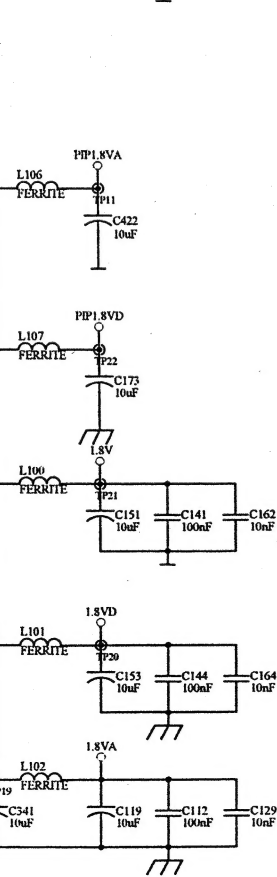 PIP1.8VA
L106
FERRITE
TP11
C422
10uF
PIP1.8VD
L107
FERRITE
TP22
C173
10uF
1.8V
L100
FERRITE
TP21
C151
10uF
C141
100nF
C162
10nF
1.8VD
L101
FERRITE
TP20
C153
10uF
C144
100nF
C164
10nF
1.8VA
L102
FERRITE
P19
C341
10uF
C119
10uF
C112
100nF
C129
10nF